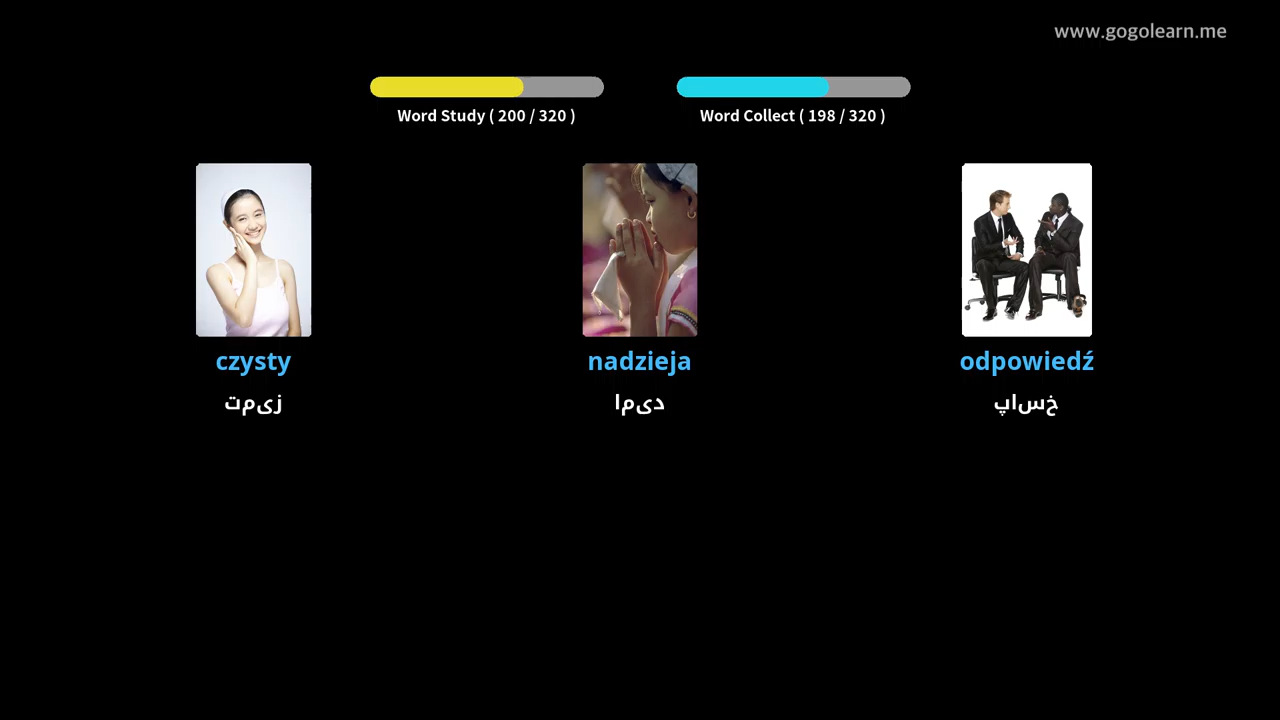 www.gogolearn.me
Word Study ( 200 / 320 )
Word Collect ( 198 / 320 )
czysty
زیمت
nadzieja
دیما
odpowiedź
خساپ